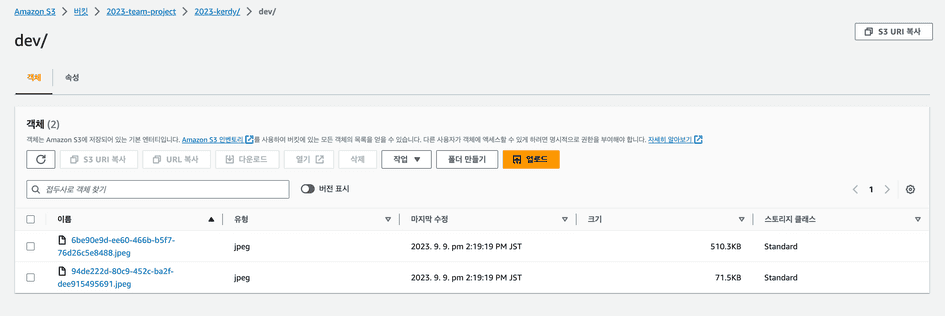 Amazon S3 > 버킷 > 2023-team-project > 2023-kerdy/ > dev/
dev/
S3 URI 복사
객체 속성
객체 (2)
객체는 Amazon S3에 저장되어 있는 기본 엔터티입니다. Amazon S3 인벤토리를 사용하여 버킷에 있는 모든 객체의 목록을 얻을 수 있습니다. 다른 사용자가 객체에 액세스할 수 있게 하려면 명시적으로 권한을 부여해야 합니다. 자세히 알아보기
S3 URI 복사 URL 복사 다운로드 열기 삭제 작업 폴더 만들기 업로드
접두사로 객체 찾기 버전 표시 1
이름 유형 마지막 수정 크기 스토리지 클래스
6be90e9d-ee60-466b-b5f7-
76d26c5e8488.jpeg jpeg 2023. 9. 9. pm 2:19:19 PM JST 510.3KB Standard
94de222d-80c9-452c-ba2f-
dee915495691.jpeg jpeg 2023. 9. 9. pm 2:19:19 PM JST 71.5KB Standard